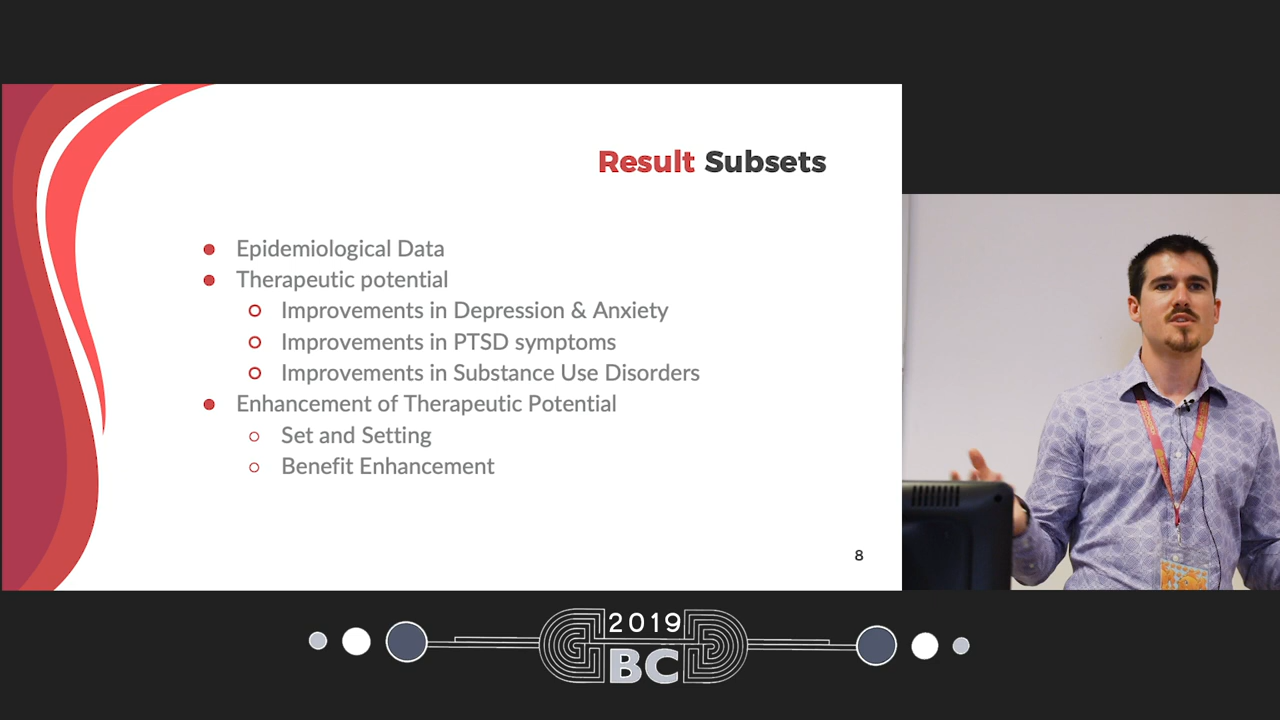 Result Subsets
Epidemiological Data
Therapeutic potential
Improvements in Depression & Anxiety
Improvements in PTSD symptoms
Improvements in Substance Use Disorders
Enhancement of Therapeutic Potential
Set and Setting
Benefit Enhancement
8
2019
BC